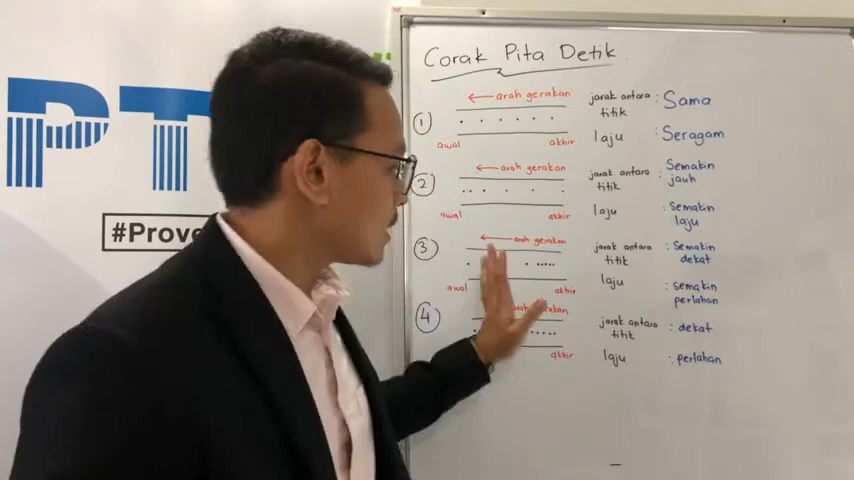 PT
#Prove
Corak Pita Detik
1
← arah gerakan
awal
akhir
jarak antara titik : Sama
laju : Seragam
2
← arah gerakan
awal
akhir
jarak antara titik : Semakin jauh
laju : Semakin laju
3
← arah gerakan
awal
akhir
jarak antara titik : Semakin dekat
laju : semakin perlahan
4
gerakan
akhir
jarak antara titik : dekat
laju : perlahan